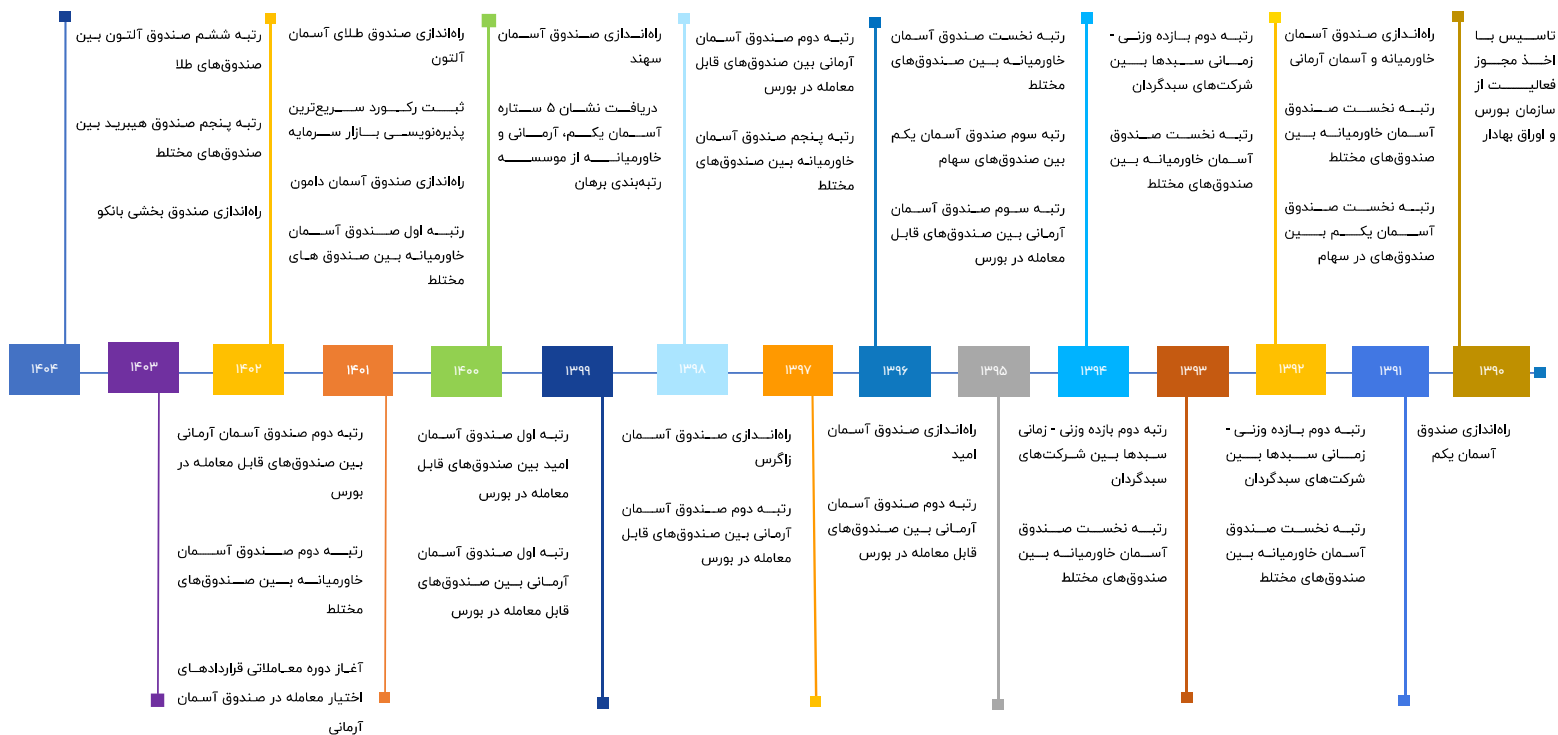 تاسیس با
اخذ مجوز
فعالیت از
سازمان بورس
و اوراق بهادار
راه‌اندازی صندوق آسمان
خاورمیانه و آسمان آرمانی
رتبه نخست صندوق
آسمان خاورمیانه بین
صندوق‌های مختلط
رتبه نخست صندوق
آسمان یکم بین
صندوق‌های در سهام
رتبه دوم بازده وزنی -
زمانی سبدها بین
شرکت‌های سبدگردان
رتبه نخست صندوق
آسمان خاورمیانه بین
صندوق‌های مختلط
رتبه نخست صندوق آسمان
خاورمیانه بین صندوق‌های
مختلط
رتبه سوم صندوق آسمان یکم
بین صندوق‌های سهام
رتبه سوم صندوق آسمان
آرمانی بین صندوق‌های قابل
معامله در بورس
رتبه دوم صندوق آسمان
آرمانی بین صندوق‌های قابل
معامله در بورس
رتبه پنجم صندوق آسمان
خاورمیانه بین صندوق‌های
مختلط
راه‌اندازی صندوق آسمان
سهند
دریافت نشان ۵ ستاره
آسمان یکم، آرمانی و
خاورمیانه از موسسه
رتبه‌بندی برهان
راه‌اندازی صندوق طلای آسمان
آلتون
ثبت رکورد سریع‌ترین
پذیره‌نویسی بازار سرمایه
راه‌اندازی صندوق آسمان دامون
رتبه اول صندوق آسمان
خاورمیانه بین صندوق های
مختلط
رتبه ششم صندوق آلتون بین
صندوق‌های طلا
رتبه پنجم صندوق هیبرید بین
صندوق‌های مختلط
راه‌اندازی صندوق بخشی بانکو
۱۳۹۰
۱۳۹۱
۱۳۹۲
۱۳۹۳
۱۳۹۴
۱۳۹۵
۱۳۹۶
۱۳۹۷
۱۳۹۸
۱۳۹۹
۱۴۰۰
۱۴۰۱
۱۴۰۲
۱۴۰۳
۱۴۰۴
راه‌اندازی صندوق
آسمان یکم
رتبه دوم بازده وزنی -
زمانی سبدها بین
شرکت‌های سبدگردان
رتبه نخست صندوق
آسمان خاورمیانه بین
صندوق‌های مختلط
رتبه دوم بازده وزنی - زمانی
سبدها بین شرکت‌های
سبدگردان
رتبه نخست صندوق
آسمان خاورمیانه بین
صندوق‌های مختلط
راه‌اندازی صندوق آسمان
امید
رتبه دوم صندوق آسمان
آرمانی بین صندوق‌های
قابل معامله در بورس
راه‌اندازی صندوق آسمان
زاگرس
رتبه دوم صندوق آسمان
آرمانی بین صندوق‌های قابل
معامله در بورس
رتبه اول صندوق آسمان
امید بین صندوق‌های قابل
معامله در بورس
رتبه اول صندوق آسمان
آرمانی بین صندوق‌های
قابل معامله در بورس
رتبه دوم صندوق آسمان آرمانی
بین صندوق‌های قابل معامله در
بورس
رتبه دوم صندوق آسمان
خاورمیانه بین صندوق‌های
مختلط
آغاز دوره معاملاتی قراردادهای
اختیار معامله در صندوق آسمان
آرمانی